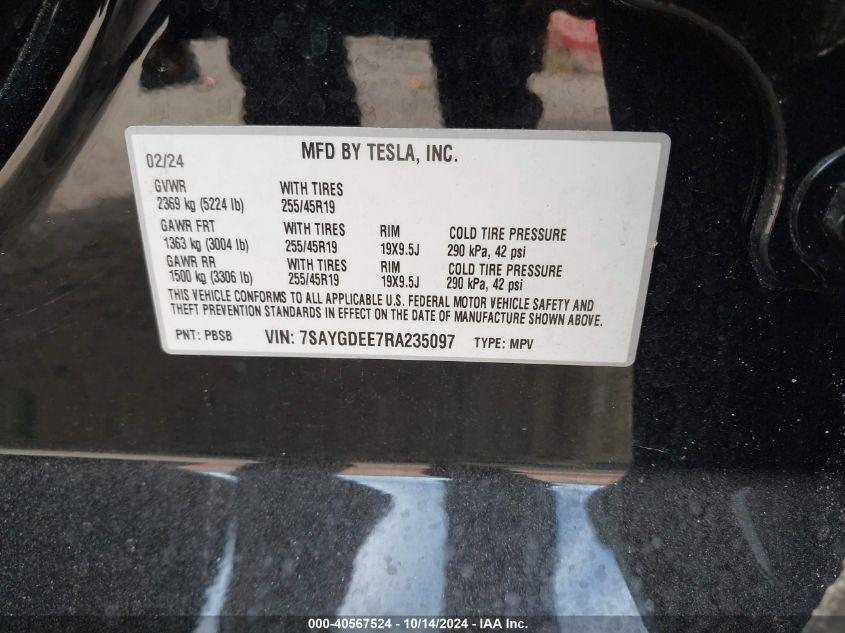 02/24 MFD BY TESLA, INC.
GVWR WITH TIRES
2369 kg (5224 lb) 255/45R19
GAWR FRT WITH TIRES RIM COLD TIRE PRESSURE
1363 kg (3004 lb) 255/45R19 19X9.5J 290 kPa, 42 psi
GAWR RR WITH TIRES RIM COLD TIRE PRESSURE
1500 kg (3306 lb) 255/45R19 19X9.5J 290 kPa, 42 psi
THIS VEHICLE CONFORMS TO ALL APPLICABLE U.S. FEDERAL MOTOR VEHICLE SAFETY AND
THEFT PREVENTION STANDARDS IN EFFECT ON THE DATE OF MANUFACTURE SHOWN ABOVE.
PNT: PBSB VIN: 7SAYGDEE7RA235097 TYPE: MPV
000-40567524 - 10/14/2024 - IAA Inc.